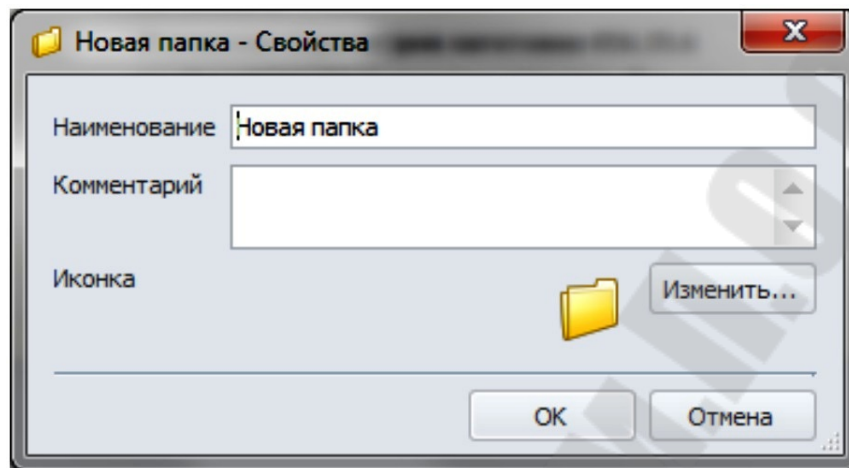 Новая папка - Свойства
Наименование Новая папка
Комментарий
Иконка Изменить...
OK Отмена